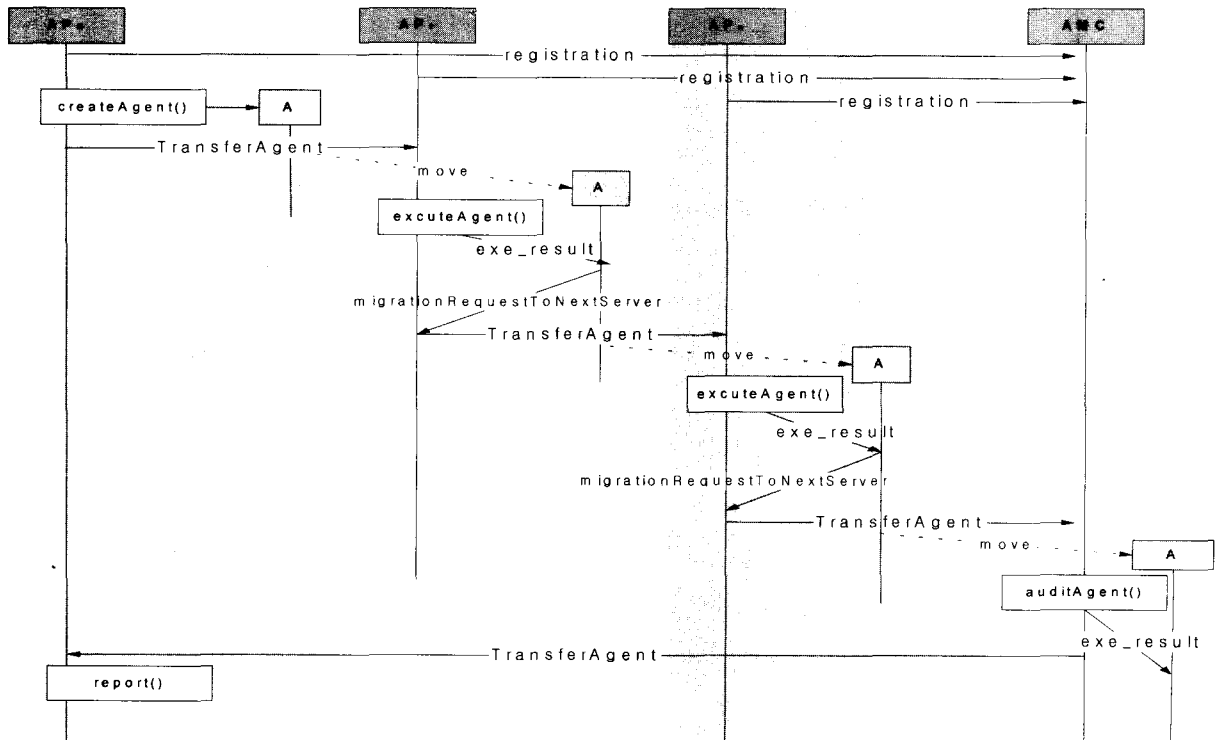 AMC
registration
registration
registration
createAgent()
A
TransferAgent
move
A
excuteAgent()
exe_result
migrationRequestToNextServer
TransferAgent
move
A
excuteAgent()
exe_result
migrationRequestToNextServer
TransferAgent
move
A
auditAgent()
exe_result
TransferAgent
report()